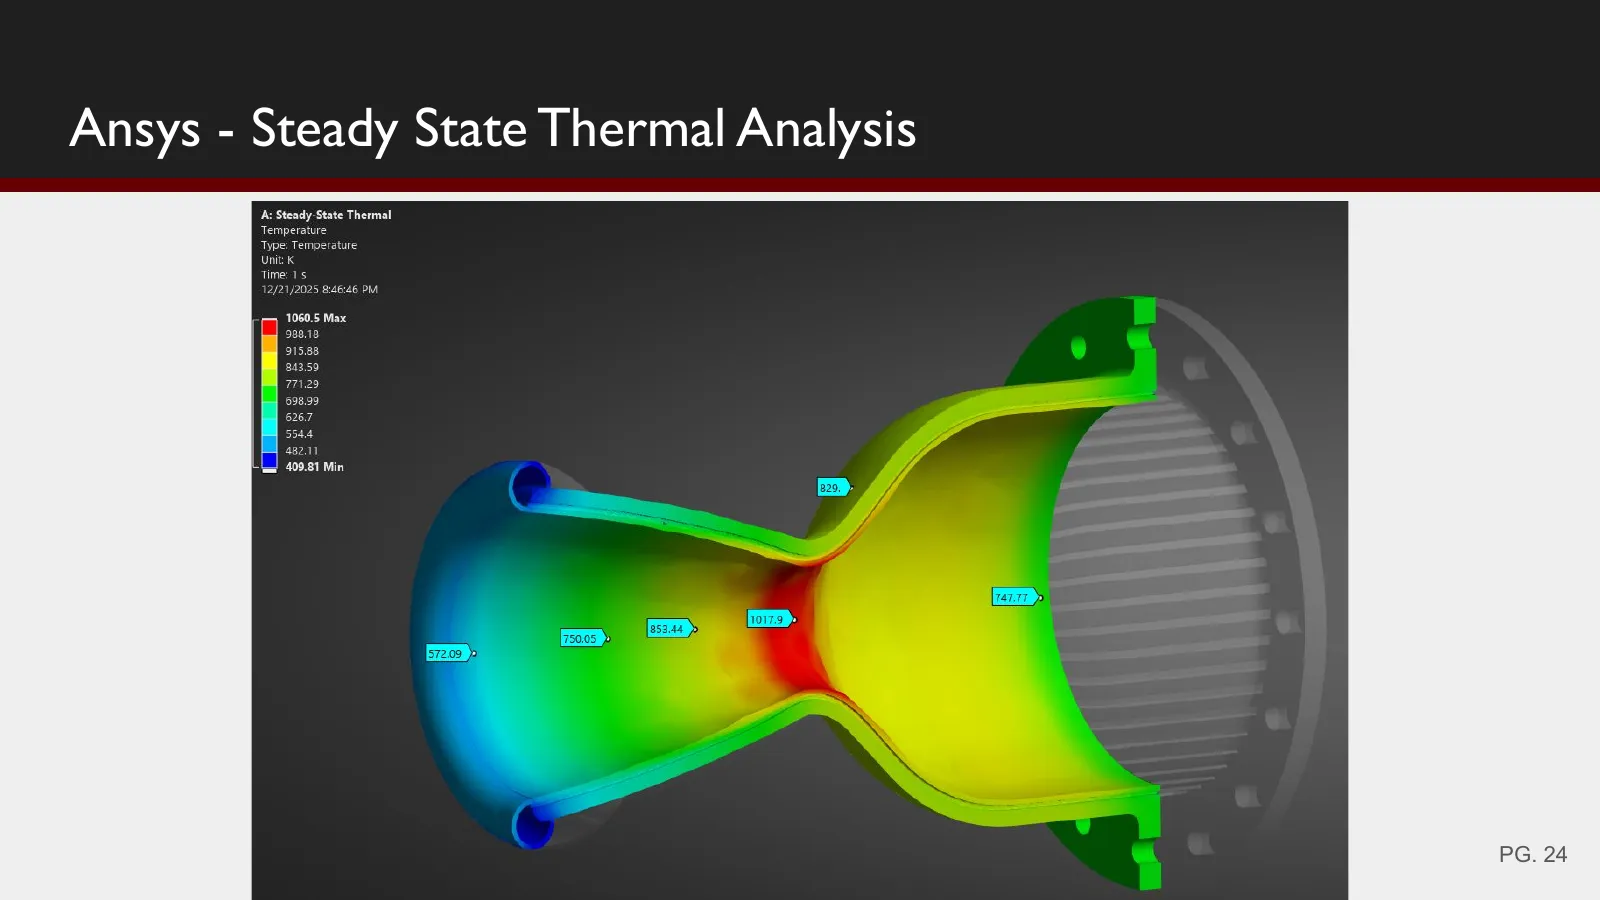 Ansys - Steady State Thermal Analysis
A: Steady-State Thermal
Temperature
Type: Temperature
Unit: K
Time: 1 s
12/21/2025 8:46:46 PM
1060.5 Max
988.18
915.88
843.59
771.29
698.99
626.7
554.4
482.11
409.81 Min
829.
747.77
1017.9
853.44
750.05
572.09
PG. 24